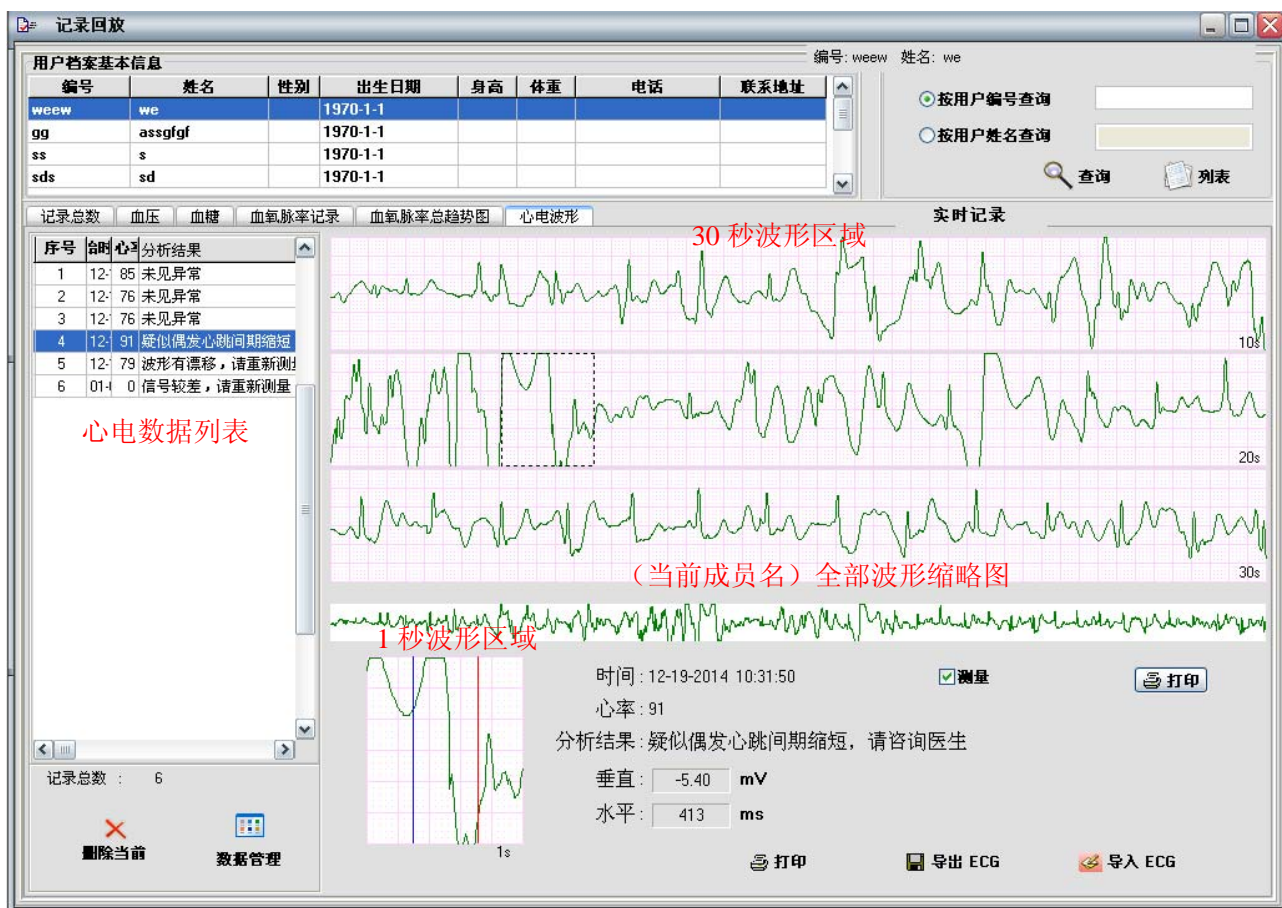 记录回放
用户档案基本信息
编号: weew 姓名: we
编号 姓名 性别 出生日期 身高 体重 电话 联系地址
weew we 1970-1-1
gg assgfgf 1970-1-1
ss s 1970-1-1
sds sd 1970-1-1
按用户编号查询
按用户姓名查询
查询 列表
记录总数 血压 血糖 血氧脉率记录 血氧脉率总趋势图 心电波形
实时记录
序号 心率 分析结果
1 12- 85 未见异常
2 12- 76 未见异常
3 12- 76 未见异常
4 12- 91 疑似偶发心跳间期缩短
5 12- 79 波形有漂移，请重新测量
6 01- 0 信号较差，请重新测量
心电数据列表
30 秒波形区域
10s
20s
30s
（当前成员名）全部波形缩略图
1 秒波形区域
1s
时间 : 12-19-2014 10:31:50
测量
打印
心率 : 91
分析结果 : 疑似偶发心跳间期缩短，请咨询医生
垂直 : -5.40 mV
水平 : 413 ms
记录总数 : 6
删除当前
数据管理
打印
导出 ECG
导入 ECG